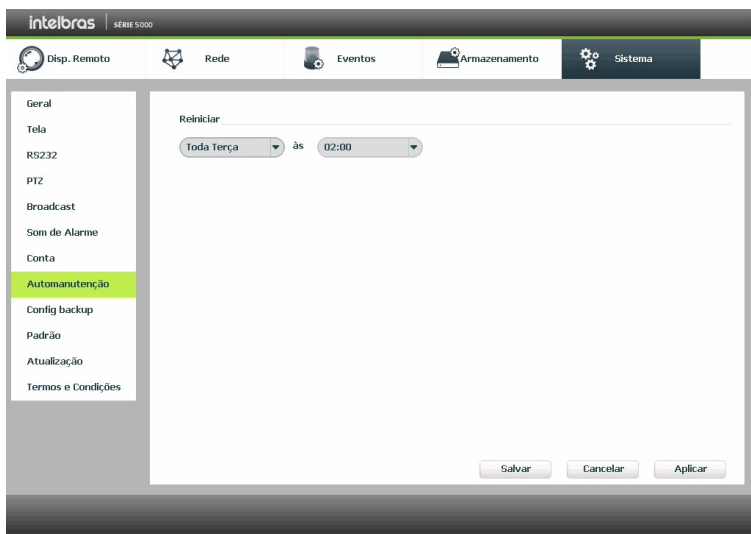 intelbras SÉRIE 5000
Disp. Remoto Rede Eventos Armazenamento Sistema
Geral
Tela
RS232
PTZ
Broadcast
Som de Alarme
Conta
Automanutenção
Config backup
Padrão
Atualização
Termos e Condições
Reiniciar
Toda Terça às 02:00
Salvar Cancelar Aplicar